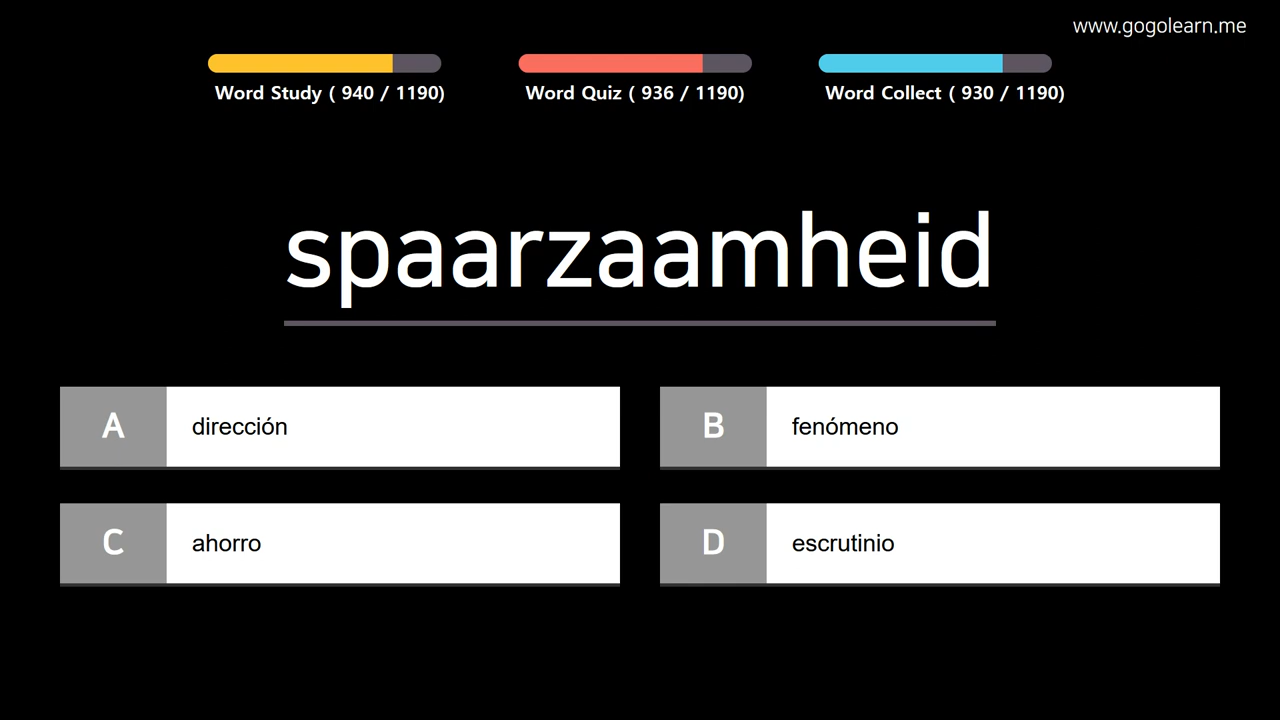 www.gogolearn.me
Word Study ( 940 / 1190)
Word Quiz ( 936 / 1190)
Word Collect ( 930 / 1190)
spaarzaamheid
A dirección
B fenómeno
C ahorro
D escrutinio